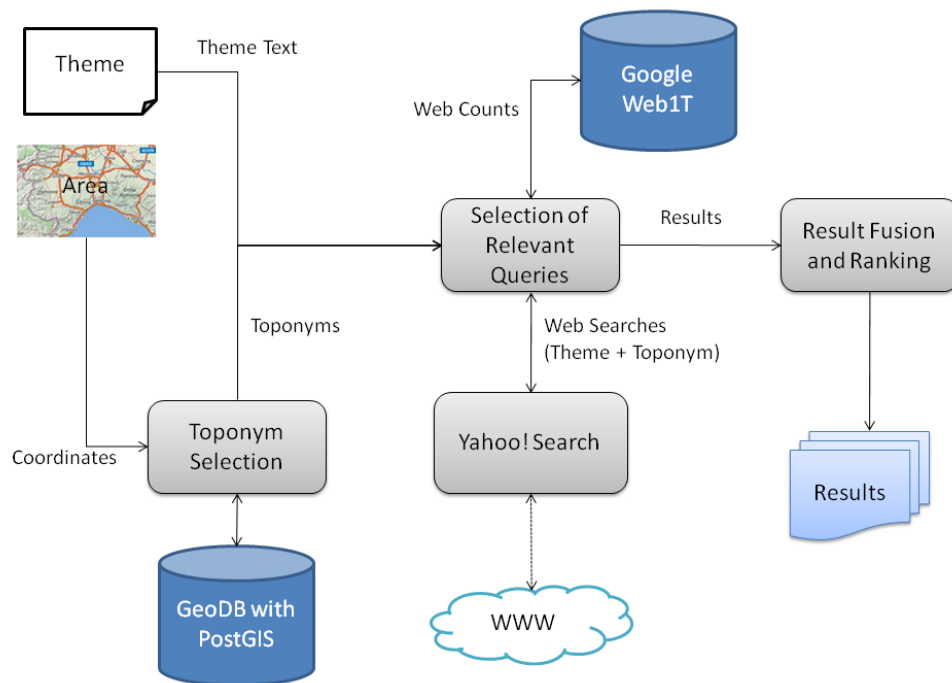 Theme
Theme Text
Google
Web1T
Web Counts
Area
Selection of
Relevant
Queries
Results
Result Fusion
and Ranking
Toponyms
Web Searches
(Theme + Toponym)
Toponym
Selection
Coordinates
Yahoo! Search
Results
GeoDB with
PostGIS
WWW